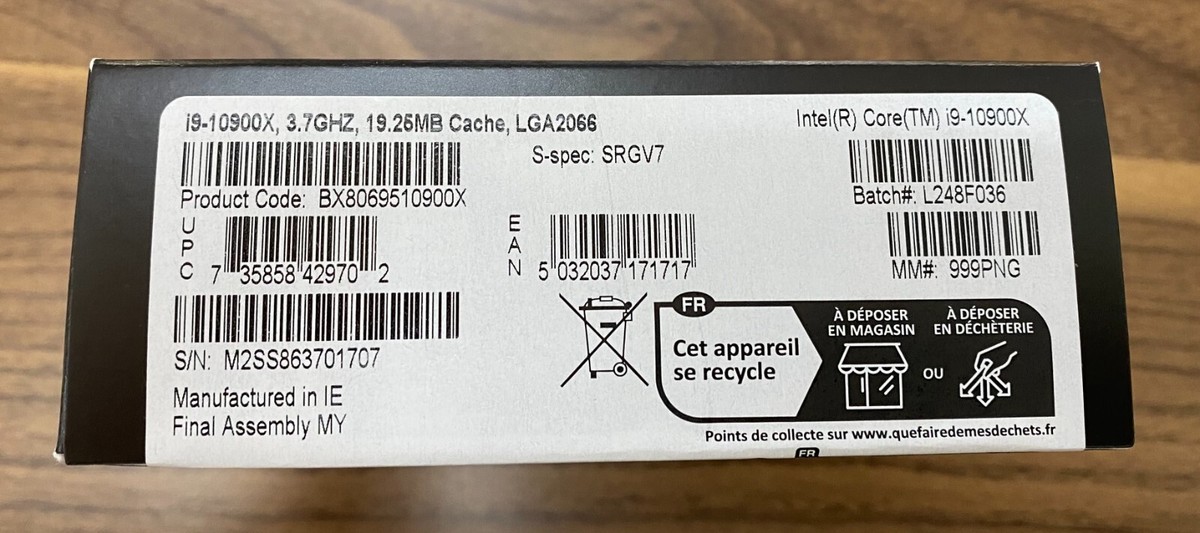 i9-10900X, 3.7GHZ, 19.25MB Cache, LGA2066
Intel(R) Core(TM) i9-10900X
S-spec: SRGV7
Product Code: BX8069510900X
Batch#: L248F036
UPC 7 35858 42970 2
EAN 5 032037 171717
MM#: 999PNG
S/N: M2SS863701707
Manufactured in IE
Final Assembly MY
FR
Cet appareil
se recycle
À DÉPOSER
EN MAGASIN
OU
À DÉPOSER
EN DÉCHÈTERIE
Points de collecte sur www.quefairedemesdechets.fr
FR